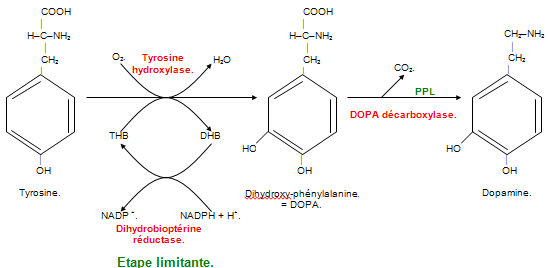 COOH
H–C–NH₂
CH₂
OH
Tyrosine.
O₂.
Tyrosine
hydroxylase.
H₂O
THB
DHB
NADP⁺.
NADPH + H⁺.
Dihydrobioptérine
réductase.
Etape limitante.
COOH
H–C–NH₂
CH₂
HO
OH
Dihydroxy-phénylalanine.
= DOPA.
CO₂.
PPL
DOPA décarboxylase.
CH₂–NH₂
CH₂
HO
OH
Dopamine.